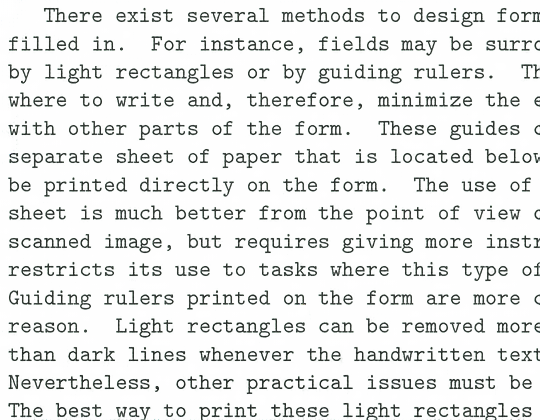 There exist several methods to design form
filled in. For instance, fields may be surro
by light rectangles or by guiding rulers. Th
where to write and, therefore, minimize the e
with other parts of the form. These guides c
separate sheet of paper that is located below
be printed directly on the form. The use of
sheet is much better from the point of view o
scanned image, but requires giving more instr
restricts its use to tasks where this type of
Guiding rulers printed on the form are more c
reason. Light rectangles can be removed more
than dark lines whenever the handwritten text
Nevertheless, other practical issues must be
The best way to print these light rectangles